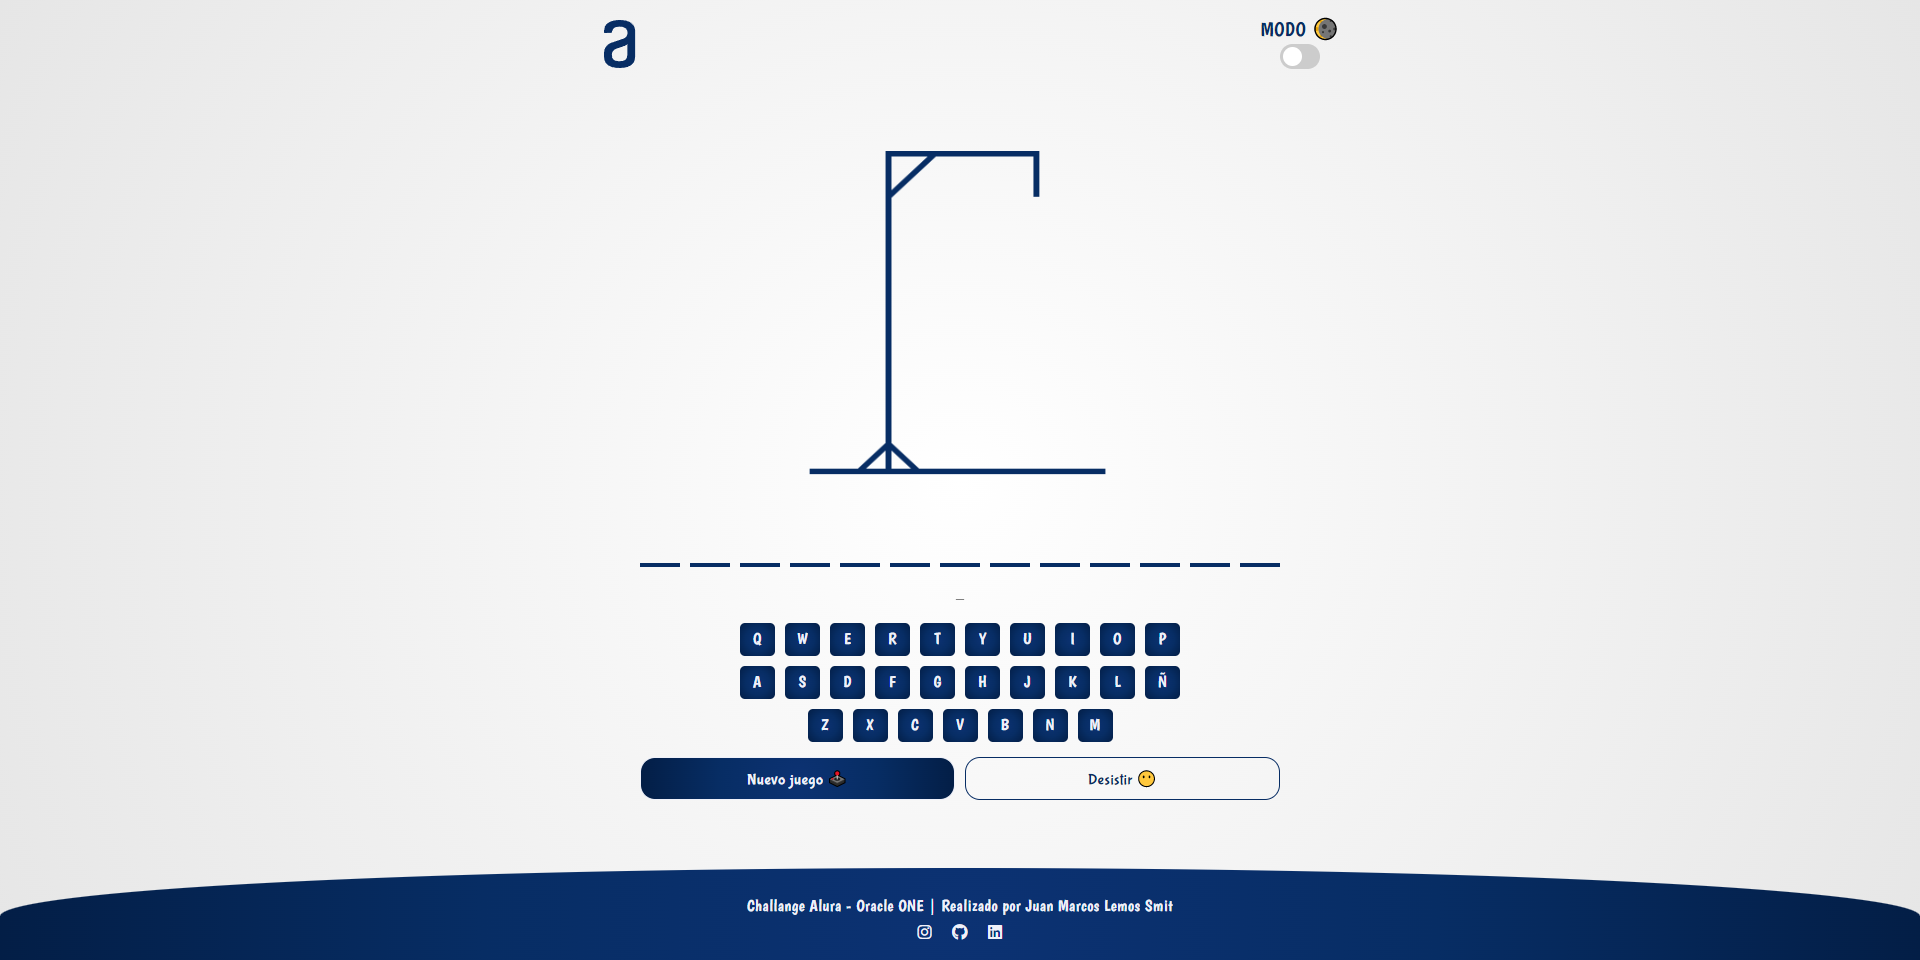 a
MODO
Q W E R T Y U I O P
A S D F G H J K L Ñ
Z X C V B N M
Nuevo juego
Desistir
Challange Alura - Oracle ONE | Realizado por Juan Marcos Lemos Smit